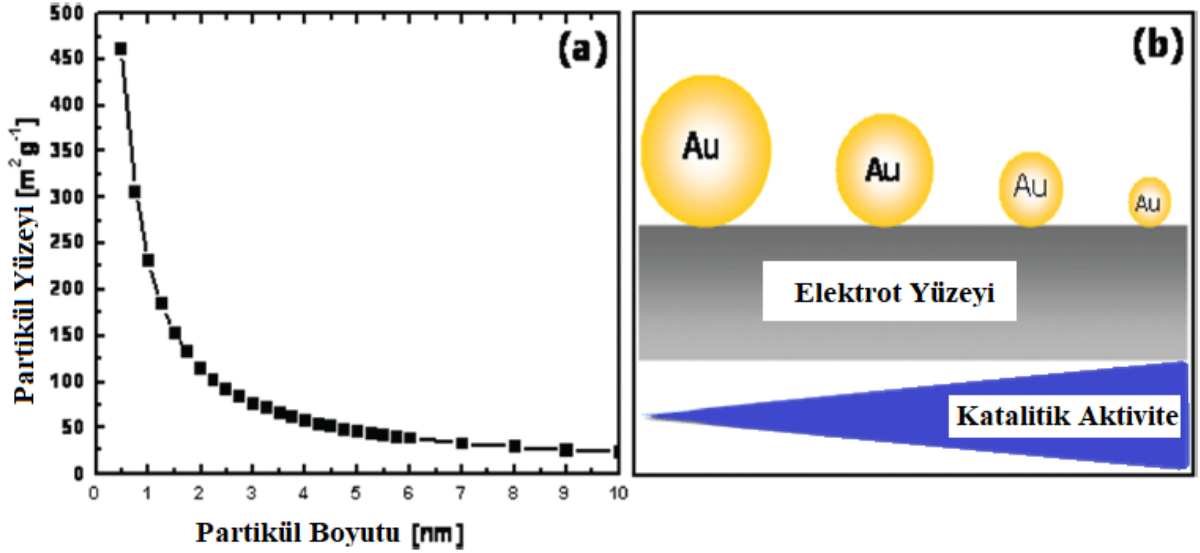 (a)
500
450
400
350
300
250
200
150
100
50
0
Partikül Yüzeyi [m² g⁻¹]
0 1 2 3 4 5 6 7 8 9 10
Partikül Boyutu [nm]
(b)
Au Au Au Au
Elektrot Yüzeyi
Katalitik Aktivite